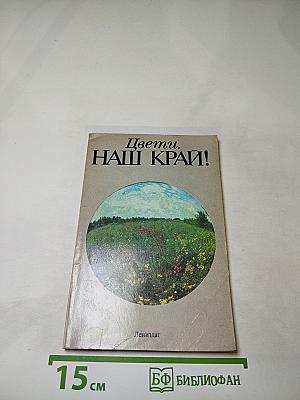 Цвети,
НАШ КРАЙ!
Лениздат
15 см
БФ БИБЛИОФАН